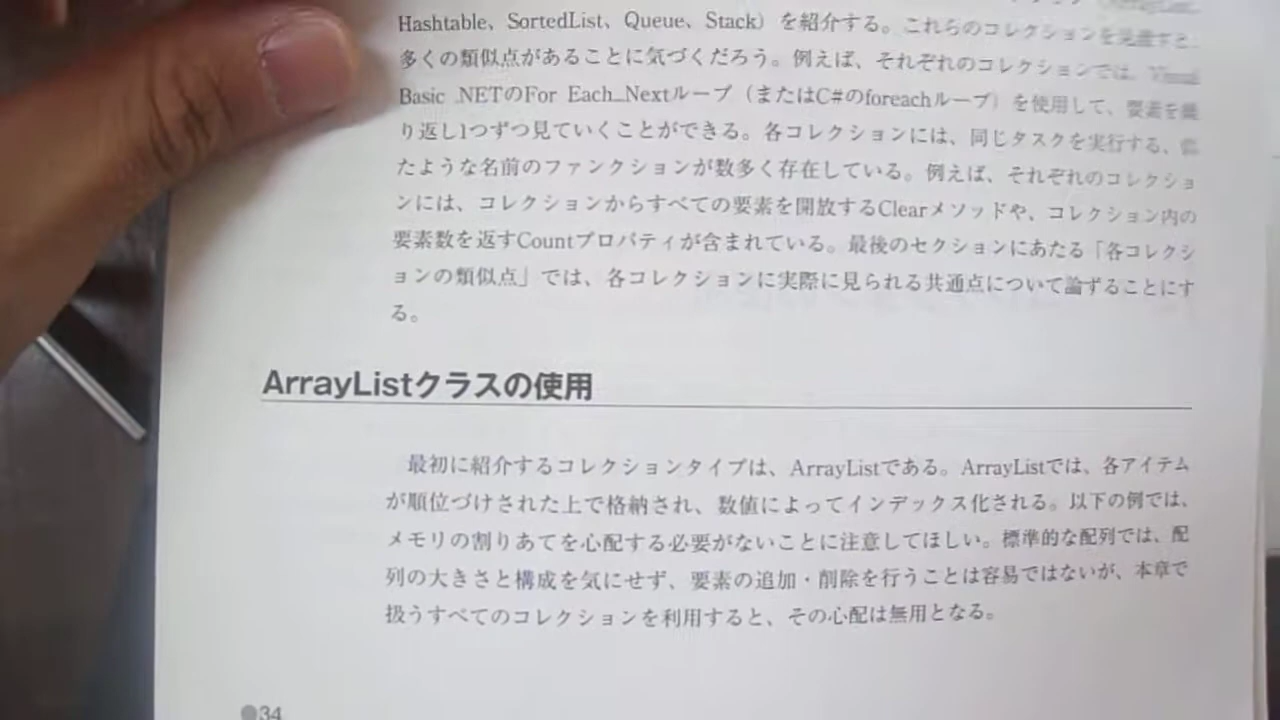 Hashtable、SortedList、Queue、Stack）を紹介する。これらのコレクションを見渡すと、
多くの類似点があることに気づくだろう。例えば、それぞれのコレクションでは、Visual
Basic .NETのFor Each_Nextループ（またはC#のforeachループ）を使用して、要素を繰
り返し1つずつ見ていくことができる。各コレクションには、同じタスクを実行する、似
たような名前のファンクションが数多く存在している。例えば、それぞれのコレクショ
ンには、コレクションからすべての要素を開放するClearメソッドや、コレクション内の
要素数を返すCountプロパティが含まれている。最後のセクションにあたる「各コレクシ
ョンの類似点」では、各コレクションに実際に見られる共通点について論ずることにす
る。
ArrayListクラスの使用
最初に紹介するコレクションタイプは、ArrayListである。ArrayListでは、各アイテム
が順位づけされた上で格納され、数値によってインデックス化される。以下の例では、
メモリの割りあてを心配する必要がないことに注意してほしい。標準的な配列では、配
列の大きさと構成を気にせず、要素の追加・削除を行うことは容易ではないが、本章で
扱うすべてのコレクションを利用すると、その心配は無用となる。
●34